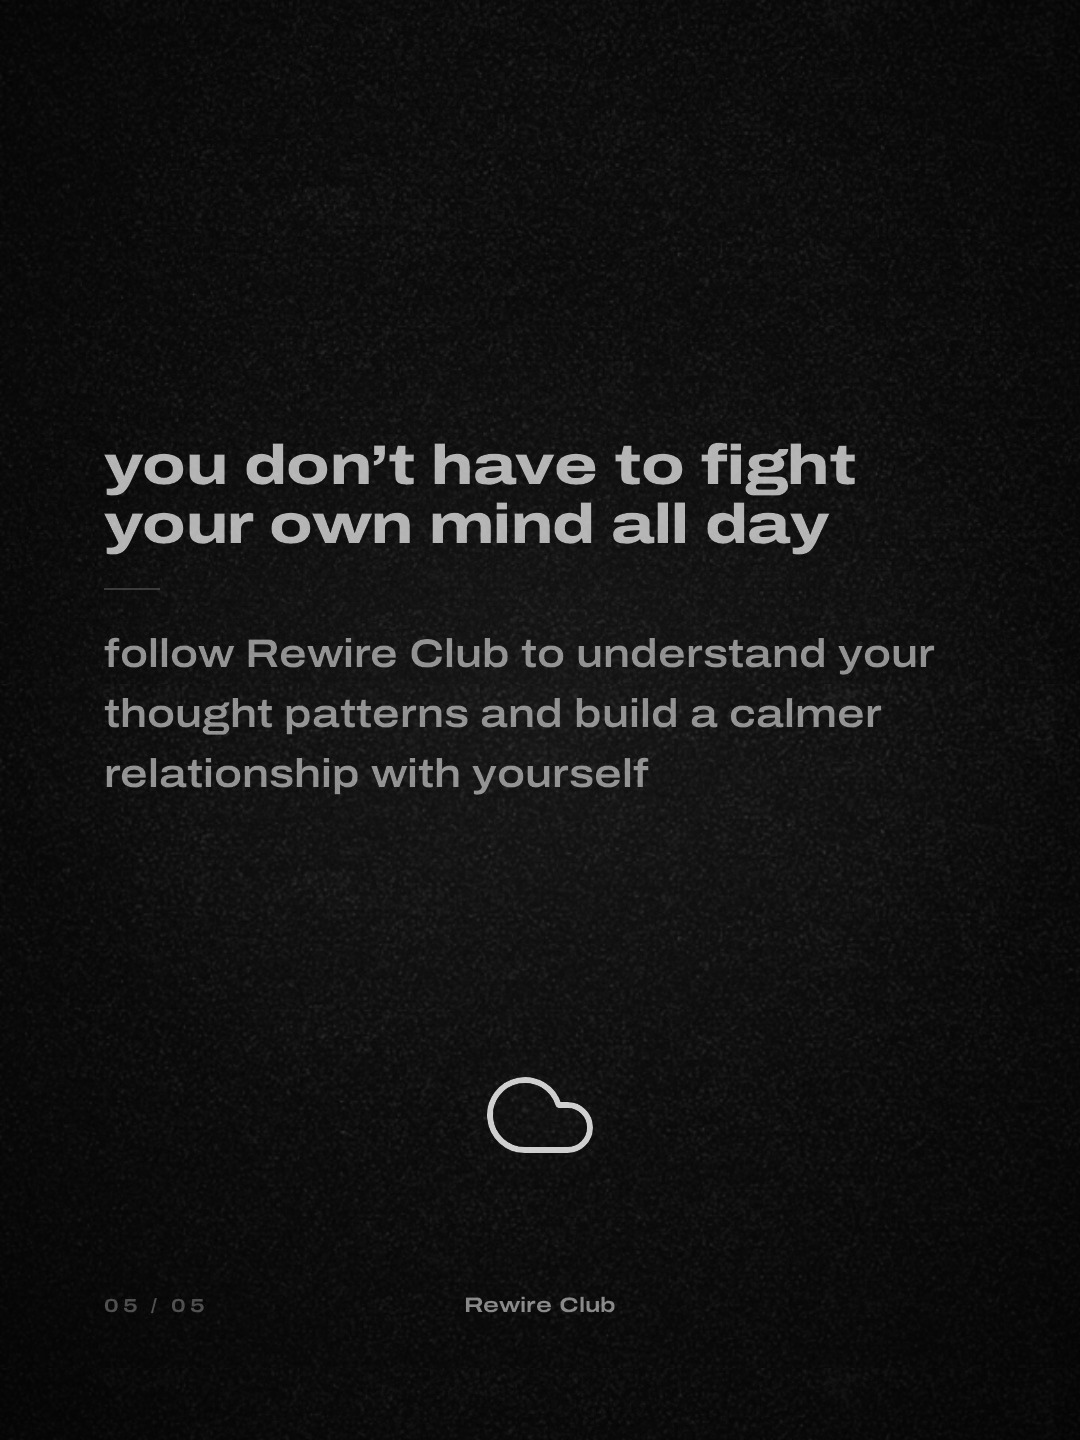 you don’t have to fight
your own mind all day
follow Rewire Club to understand your
thought patterns and build a calmer
relationship with yourself
05 / 05
Rewire Club